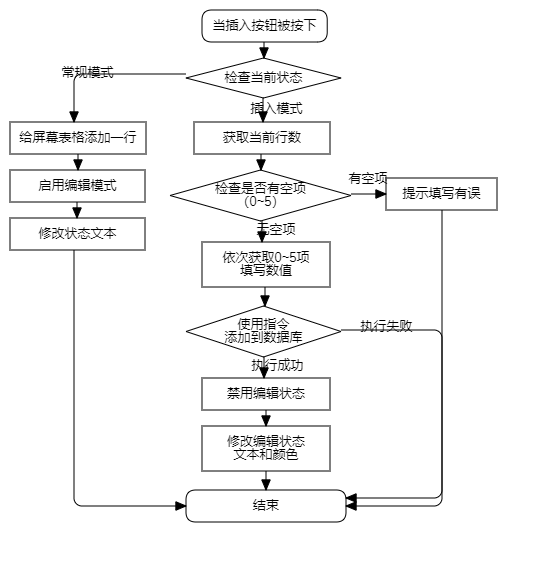 当插入按钮被按下
检查当前状态
常规模式
插入模式
给屏幕表格添加一行
获取当前行数
启用编辑模式
检查是否有空项
（0~5）
有空项
提示填写有误
修改状态文本
无空项
依次获取0~5项
填写数值
使用指令
添加到数据库
执行失败
执行成功
禁用编辑状态
修改编辑状态
文本和颜色
结束